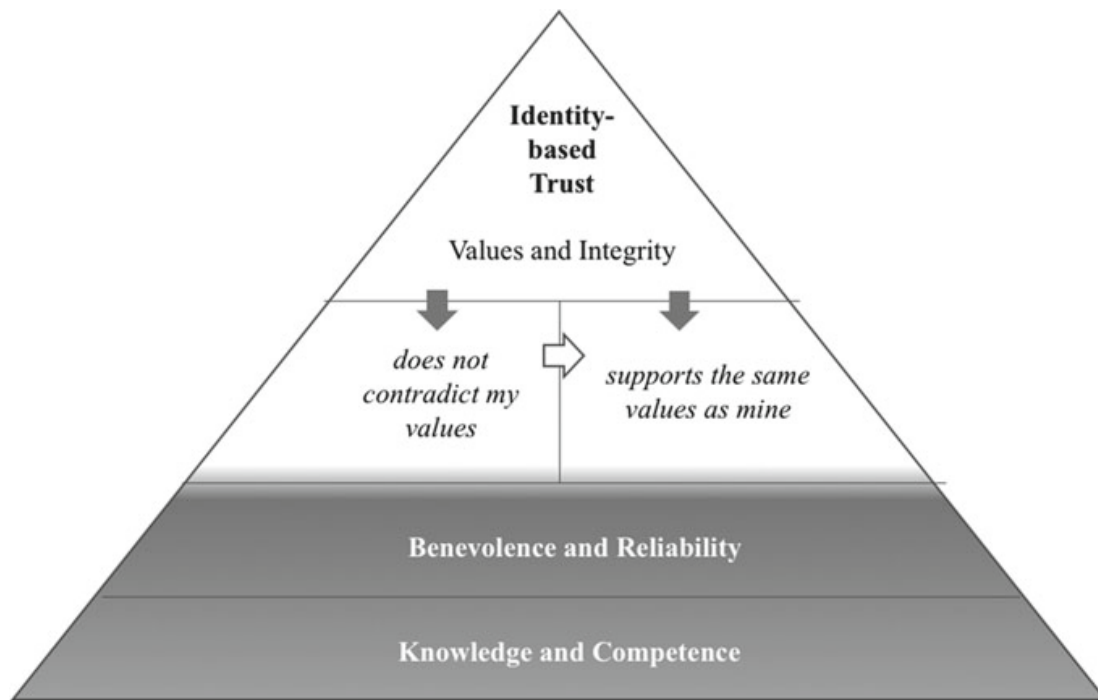 Identity-
based
Trust
Values and Integrity
does not
contradict my
values
supports the same
values as mine
Benevolence and Reliability
Knowledge and Competence